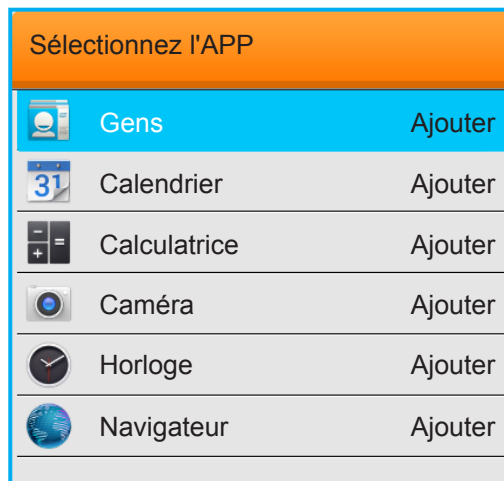 Sélectionnez l'APP
Gens Ajouter
31 Calendrier Ajouter
Calculatrice Ajouter
Caméra Ajouter
Horloge Ajouter
Navigateur Ajouter